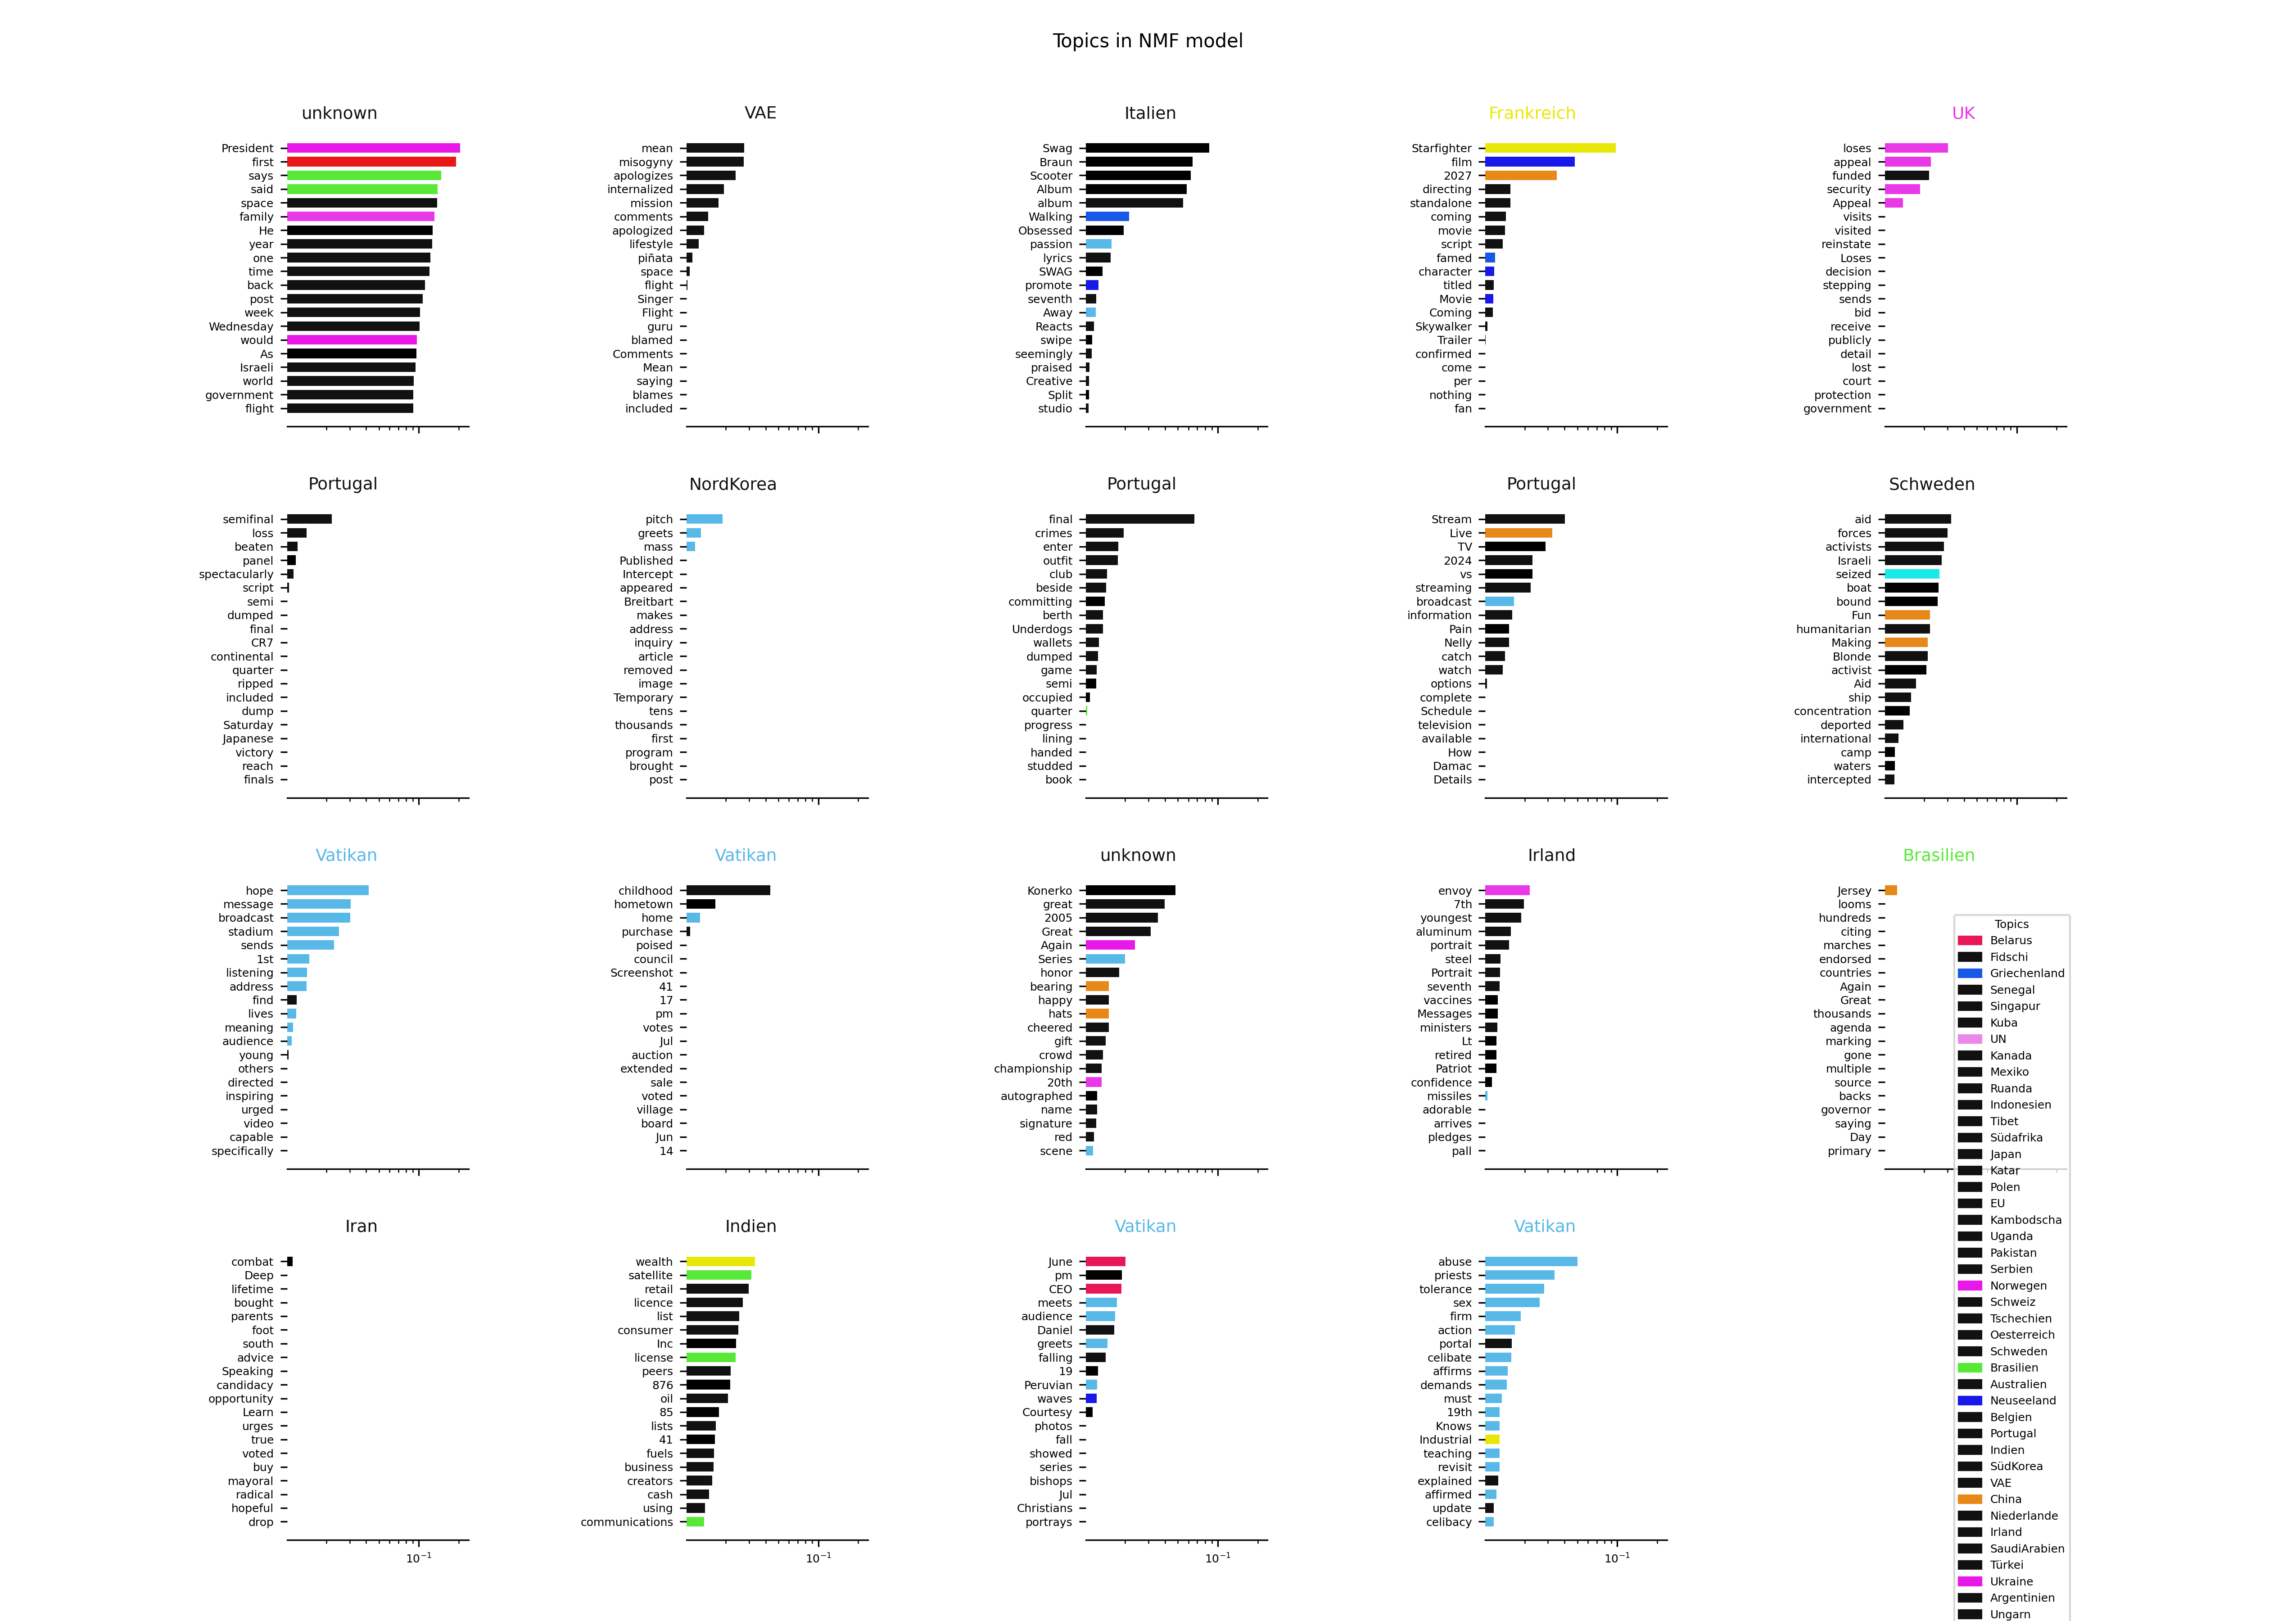 Topics in NMF model
unknown
President
first
says
said
space
family
He
year
one
time
back
post
week
Wednesday
would
As
Israeli
world
government
flight
VAE
mean
misogyny
apologizes
internalized
mission
comments
apologized
lifestyle
piñata
space
flight
Singer
Flight
guru
blamed
Comments
Mean
saying
blames
included
Italien
Swag
Braun
Scooter
Album
album
Walking
Obsessed
passion
lyrics
SWAG
promote
seventh
Away
Reacts
swipe
seemingly
praised
Creative
Split
studio
Frankreich
Starfighter
film
2027
directing
standalone
coming
movie
script
famed
character
titled
Movie
Coming
Skywalker
Trailer
confirmed
come
per
nothing
fan
UK
loses
appeal
funded
security
Appeal
visits
visited
reinstate
Loses
decision
stepping
sends
bid
receive
publicly
detail
lost
court
protection
government
Portugal
semifinal
loss
beaten
panel
spectacularly
script
semi
dumped
final
CR7
continental
quarter
ripped
included
dump
Saturday
Japanese
victory
reach
finals
NordKorea
pitch
greets
mass
Published
Intercept
appeared
Breitbart
makes
address
inquiry
article
removed
image
Temporary
tens
thousands
first
program
brought
post
Portugal
final
crimes
enter
outfit
club
beside
committing
berth
Underdogs
wallets
dumped
game
semi
occupied
quarter
progress
lining
handed
studded
book
Portugal
Stream
Live
TV
2024
vs
streaming
broadcast
information
Pain
Nelly
catch
watch
options
complete
Schedule
television
available
How
Damac
Details
Schweden
aid
forces
activists
Israeli
seized
boat
bound
Fun
humanitarian
Making
Blonde
activist
Aid
ship
concentration
deported
international
camp
waters
intercepted
Vatikan
hope
message
broadcast
stadium
sends
1st
listening
address
find
lives
meaning
audience
young
others
directed
inspiring
urged
video
capable
specifically
Vatikan
childhood
hometown
home
purchase
poised
council
Screenshot
41
17
pm
votes
Jul
auction
extended
sale
voted
village
board
Jun
14
unknown
Konerko
great
2005
Great
Again
Series
honor
bearing
happy
hats
cheered
gift
crowd
championship
20th
autographed
name
signature
red
scene
Irland
envoy
7th
youngest
aluminum
portrait
steel
Portrait
seventh
vaccines
Messages
ministers
Lt
retired
Patriot
confidence
missiles
adorable
arrives
pledges
pall
Brasilien
Jersey
looms
hundreds
citing
marches
endorsed
countries
Again
Great
thousands
agenda
marking
gone
multiple
source
backs
governor
saying
Day
primary
Iran
combat
Deep
lifetime
bought
parents
foot
south
advice
Speaking
candidacy
opportunity
Learn
urges
true
voted
buy
mayoral
radical
hopeful
drop
10⁻¹
Indien
wealth
satellite
retail
licence
list
consumer
Inc
license
peers
876
oil
85
lists
41
fuels
business
creators
cash
using
communications
10⁻¹
Vatikan
June
pm
CEO
meets
audience
Daniel
greets
falling
19
Peruvian
waves
Courtesy
photos
fall
showed
series
bishops
Jul
Christians
portrays
10⁻¹
Vatikan
abuse
priests
tolerance
sex
firm
action
portal
celibate
affirms
demands
must
19th
Knows
Industrial
teaching
revisit
explained
affirmed
update
celibacy
10⁻¹
Topics
Belarus
Fidschi
Griechenland
Senegal
Singapur
Kuba
UN
Kanada
Mexiko
Ruanda
Indonesien
Tibet
Südafrika
Japan
Katar
Polen
EU
Kambodscha
Uganda
Pakistan
Serbien
Norwegen
Schweiz
Tschechien
Oesterreich
Schweden
Brasilien
Australien
Neuseeland
Belgien
Portugal
Indien
SüdKorea
VAE
China
Niederlande
Irland
SaudiArabien
Türkei
Ukraine
Argentinien
Ungarn